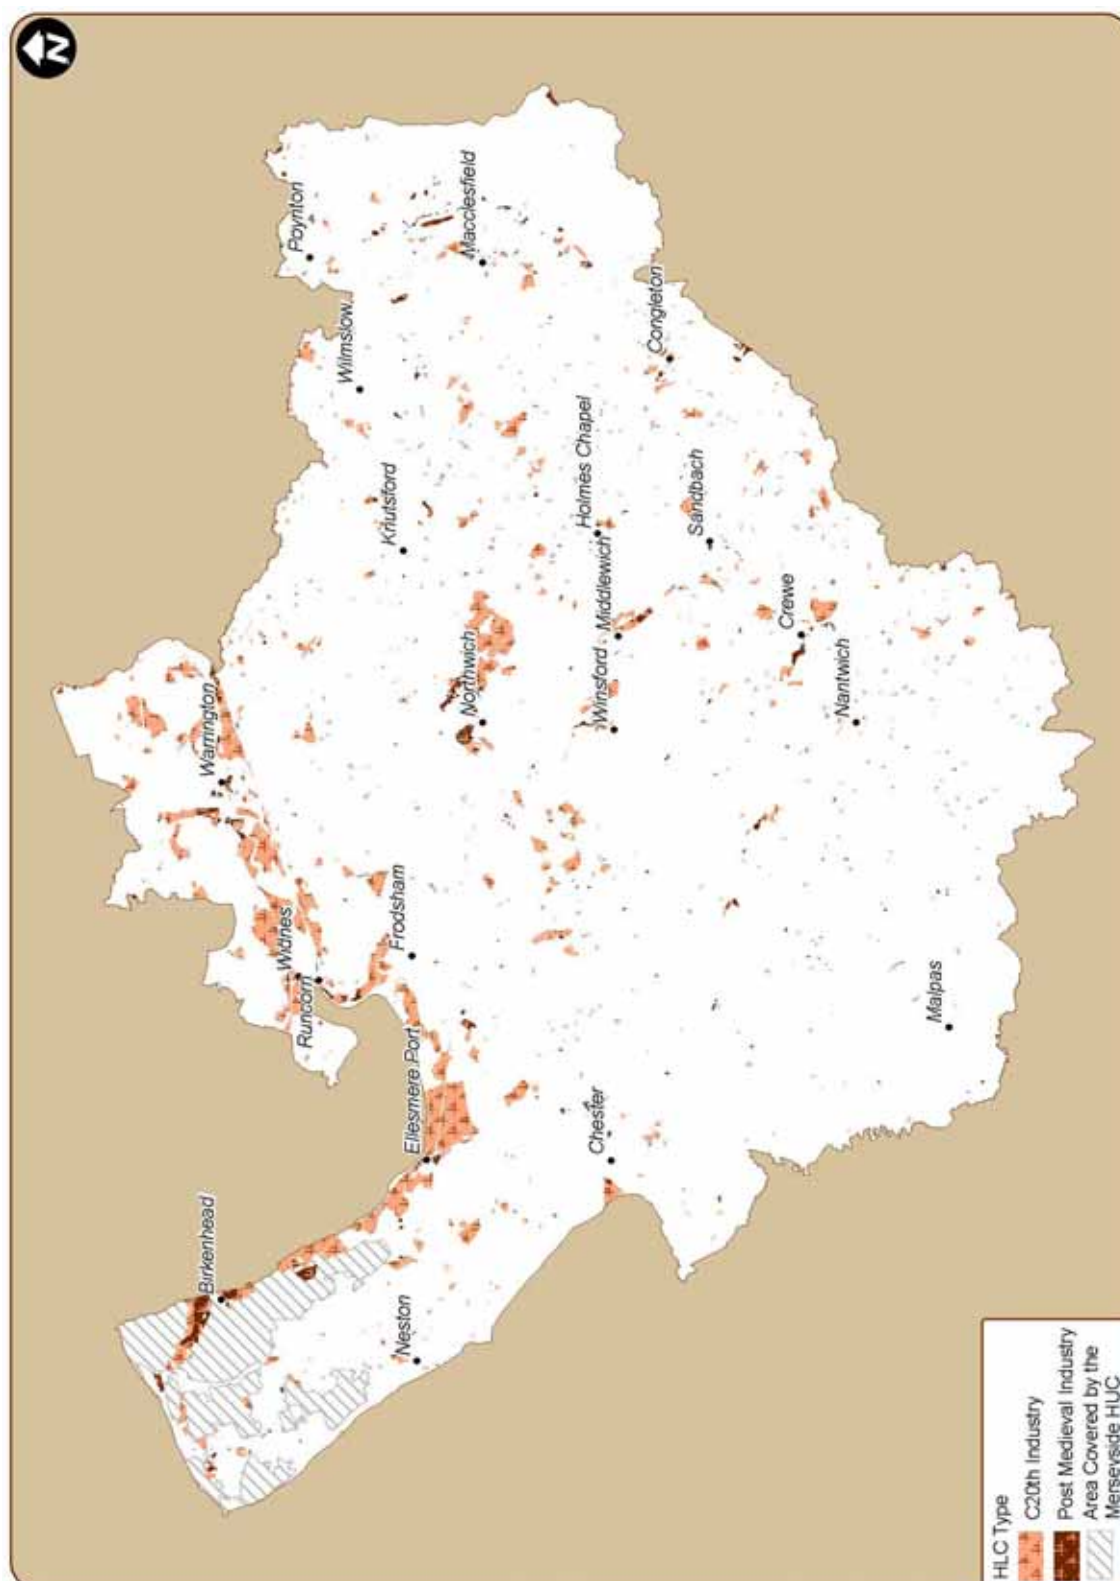 N
Poynton
Macclesfield
Wilmslow
Congleton
Knutsford
Holmes Chapel
Sandbach
Middlewich
Crewe
Warrington
Northwich
Winsford
Nantwich
Widnes
Runcorn
Frodsham
Malpas
Ellesmere Port
Chester
Birkenhead
Neston
HLC Type
C20th Industry
Post Medieval Industry
Area Covered by the
Merseyside HUC